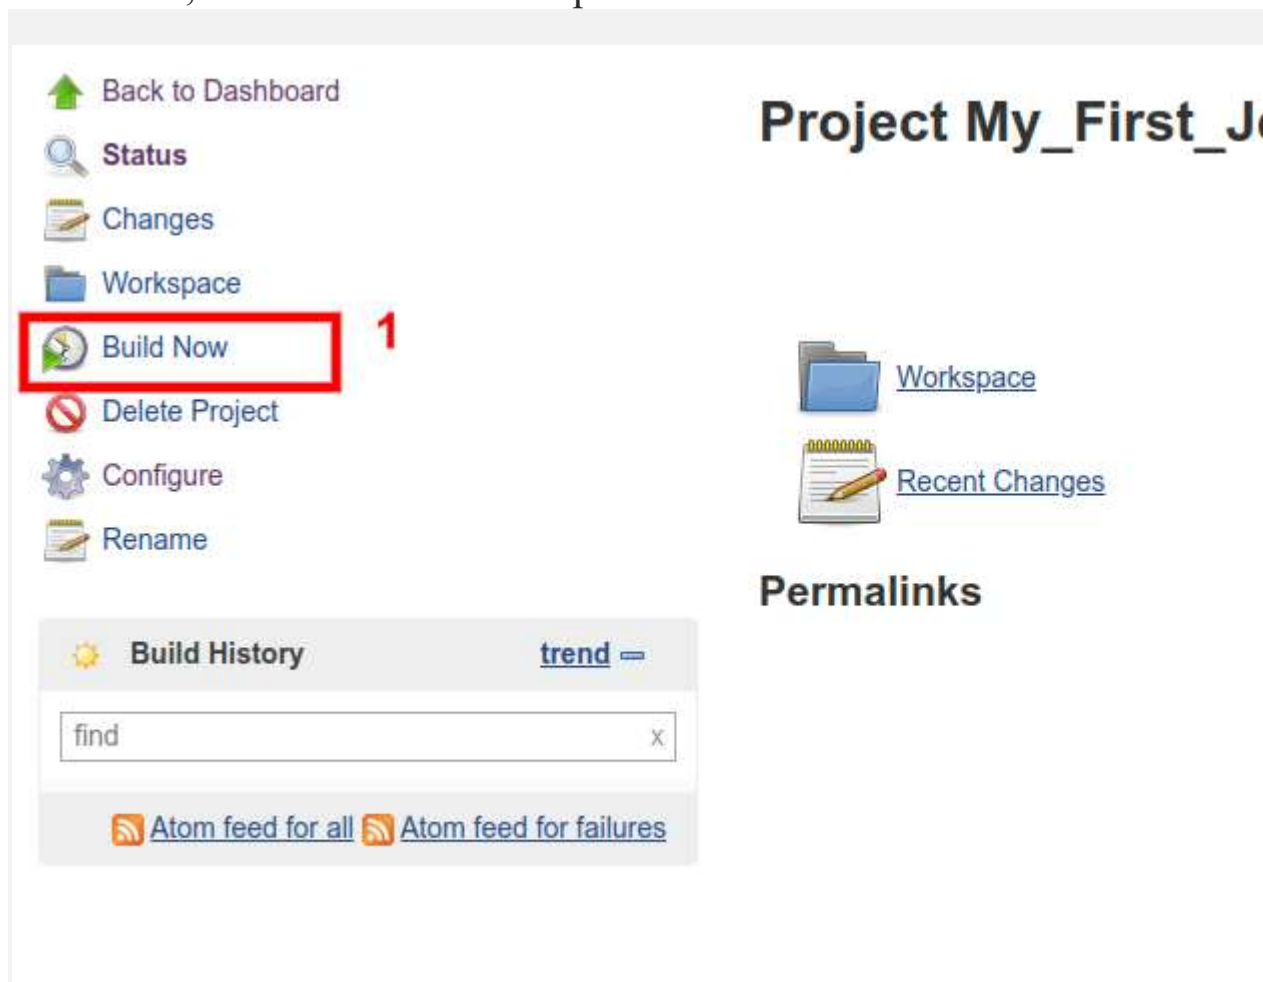 Back to Dashboard
Status
Changes
Workspace
Build Now
1
Delete Project
Configure
Rename
Build History trend
find x
Atom feed for all Atom feed for failures
Project My_First_J
Workspace
Recent Changes
Permalinks